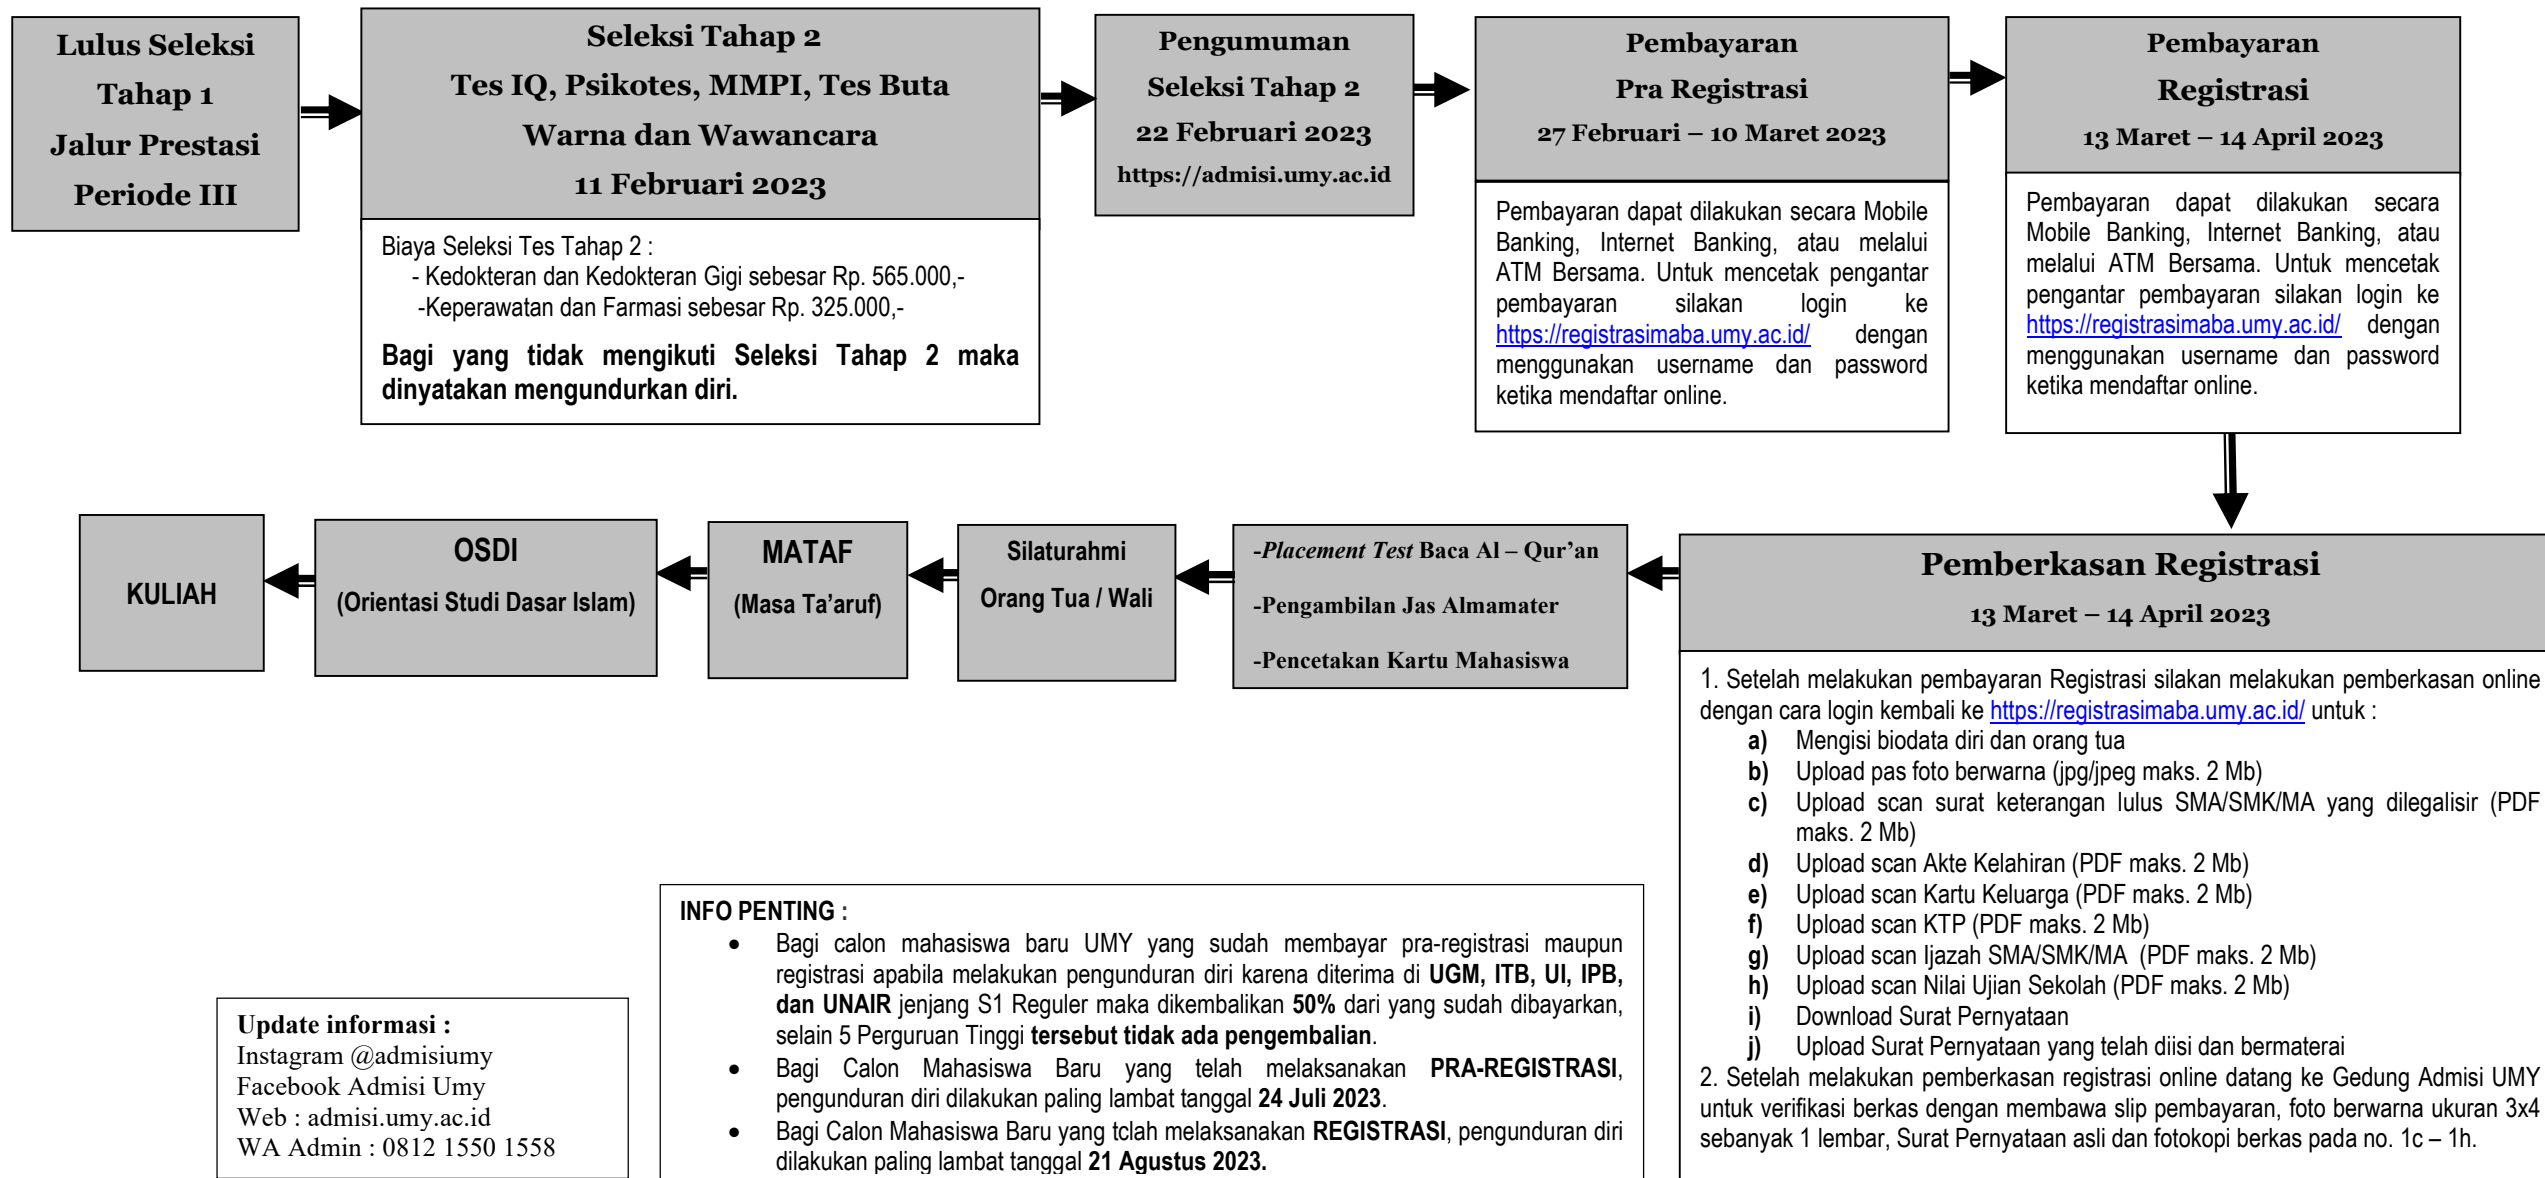 Lulus Seleksi
Tahap 1
Jalur Prestasi
Periode III
Seleksi Tahap 2
Tes IQ, Psikotes, MMPI, Tes Buta
Warna dan Wawancara
11 Februari 2023
Biaya Seleksi Tes Tahap 2 :
- Kedokteran dan Kedokteran Gigi sebesar Rp. 565.000,-
-Keperawatan dan Farmasi sebesar Rp. 325.000,-
Bagi yang tidak mengikuti Seleksi Tahap 2 maka
dinyatakan mengundurkan diri.
Pengumuman
Seleksi Tahap 2
22 Februari 2023
https://admisi.umy.ac.id
Pembayaran
Pra Registrasi
27 Februari – 10 Maret 2023
Pembayaran dapat dilakukan secara Mobile
Banking, Internet Banking, atau melalui
ATM Bersama. Untuk mencetak pengantar
pembayaran silakan login ke
https://registrasimaba.umy.ac.id/ dengan
menggunakan username dan password
ketika mendaftar online.
Pembayaran
Registrasi
13 Maret – 14 April 2023
Pembayaran dapat dilakukan secara
Mobile Banking, Internet Banking, atau
melalui ATM Bersama. Untuk mencetak
pengantar pembayaran silakan login ke
https://registrasimaba.umy.ac.id/ dengan
menggunakan username dan password
ketika mendaftar online.
Pemberkasan Registrasi
13 Maret – 14 April 2023
1. Setelah melakukan pembayaran Registrasi silakan melakukan pemberkasan online
dengan cara login kembali ke https://registrasimaba.umy.ac.id/ untuk :
a) Mengisi biodata diri dan orang tua
b) Upload pas foto berwarna (jpg/jpeg maks. 2 Mb)
c) Upload scan surat keterangan lulus SMA/SMK/MA yang dilegalisir (PDF
maks. 2 Mb)
d) Upload scan Akte Kelahiran (PDF maks. 2 Mb)
e) Upload scan Kartu Keluarga (PDF maks. 2 Mb)
f) Upload scan KTP (PDF maks. 2 Mb)
g) Upload scan Ijazah SMA/SMK/MA (PDF maks. 2 Mb)
h) Upload scan Nilai Ujian Sekolah (PDF maks. 2 Mb)
i) Download Surat Pernyataan
j) Upload Surat Pernyataan yang telah diisi dan bermaterai
2. Setelah melakukan pemberkasan registrasi online datang ke Gedung Admisi UMY
untuk verifikasi berkas dengan membawa slip pembayaran, foto berwarna ukuran 3x4
sebanyak 1 lembar, Surat Pernyataan asli dan fotokopi berkas pada no. 1c – 1h.
-Placement Test Baca Al – Qur’an
-Pengambilan Jas Almamater
-Pencetakan Kartu Mahasiswa
Silaturahmi
Orang Tua / Wali
MATAF
(Masa Ta’aruf)
OSDI
(Orientasi Studi Dasar Islam)
KULIAH
INFO PENTING :
• Bagi calon mahasiswa baru UMY yang sudah membayar pra-registrasi maupun
registrasi apabila melakukan pengunduran diri karena diterima di UGM, ITB, UI, IPB,
dan UNAIR jenjang S1 Reguler maka dikembalikan 50% dari yang sudah dibayarkan,
selain 5 Perguruan Tinggi tersebut tidak ada pengembalian.
• Bagi Calon Mahasiswa Baru yang telah melaksanakan PRA-REGISTRASI,
pengunduran diri dilakukan paling lambat tanggal 24 Juli 2023.
• Bagi Calon Mahasiswa Baru yang tclah melaksanakan REGISTRASI, pengunduran diri
dilakukan paling lambat tanggal 21 Agustus 2023.
Update informasi :
Instagram @admisiumy
Facebook Admisi Umy
Web : admisi.umy.ac.id
WA Admin : 0812 1550 1558